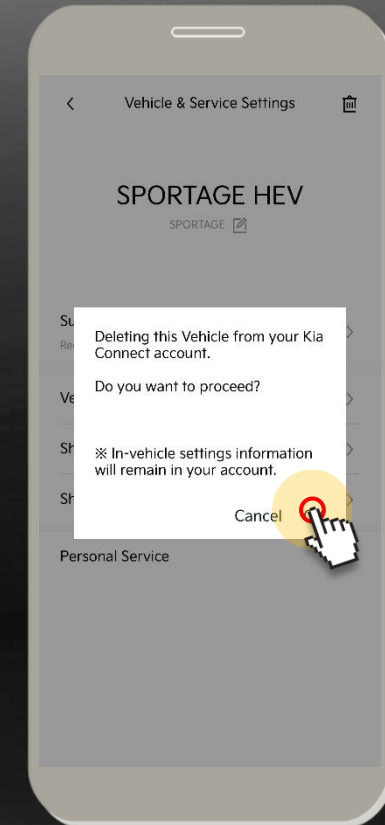 Vehicle & Service Settings
SPORTAGE HEV
SPORTAGE
Deleting this Vehicle from your Kia
Connect account.
Do you want to proceed?
※ In-vehicle settings information
will remain in your account.
Cancel
Personal Service